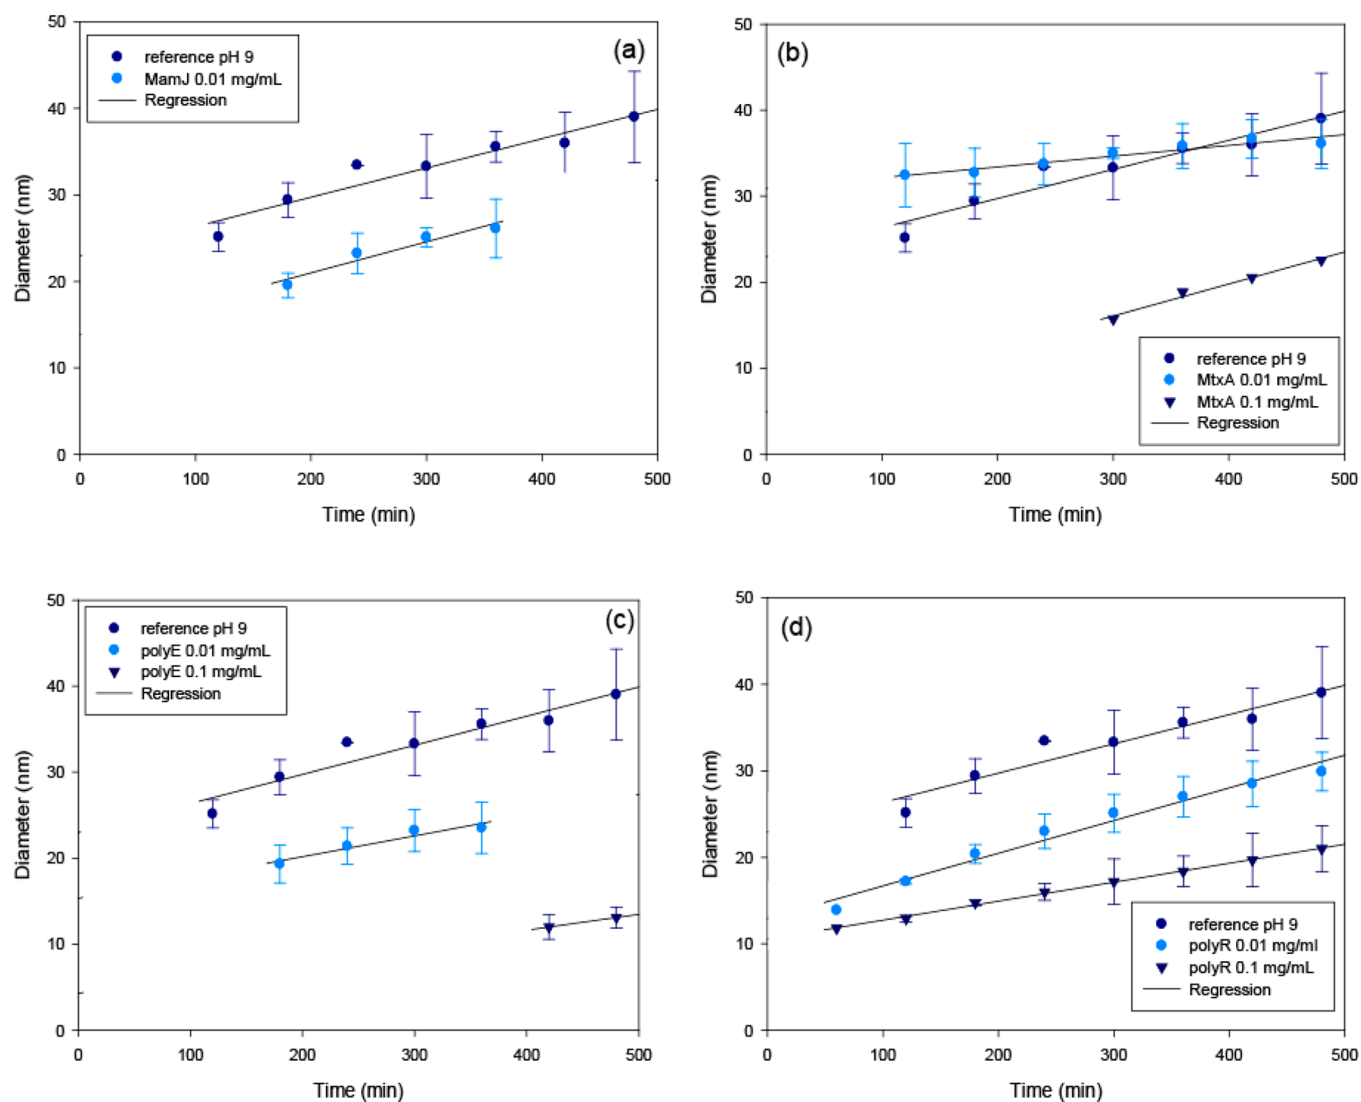 50
40
30
20
10
0
Diameter (nm)
reference pH 9
MamJ 0.01 mg/mL
Regression
(a)
0 100 200 300 400 500
Time (min)
50
40
30
20
10
0
Diameter (nm)
(b)
reference pH 9
MtxA 0.01 mg/mL
MtxA 0.1 mg/mL
Regression
0 100 200 300 400 500
Time (min)
50
40
30
20
10
0
Diameter (nm)
reference pH 9
polyE 0.01 mg/mL
polyE 0.1 mg/mL
Regression
(c)
0 100 200 300 400 500
Time (min)
50
40
30
20
10
0
Diameter (nm)
(d)
reference pH 9
polyR 0.01 mg/ml
polyR 0.1 mg/mL
Regression
0 100 200 300 400 500
Time (min)